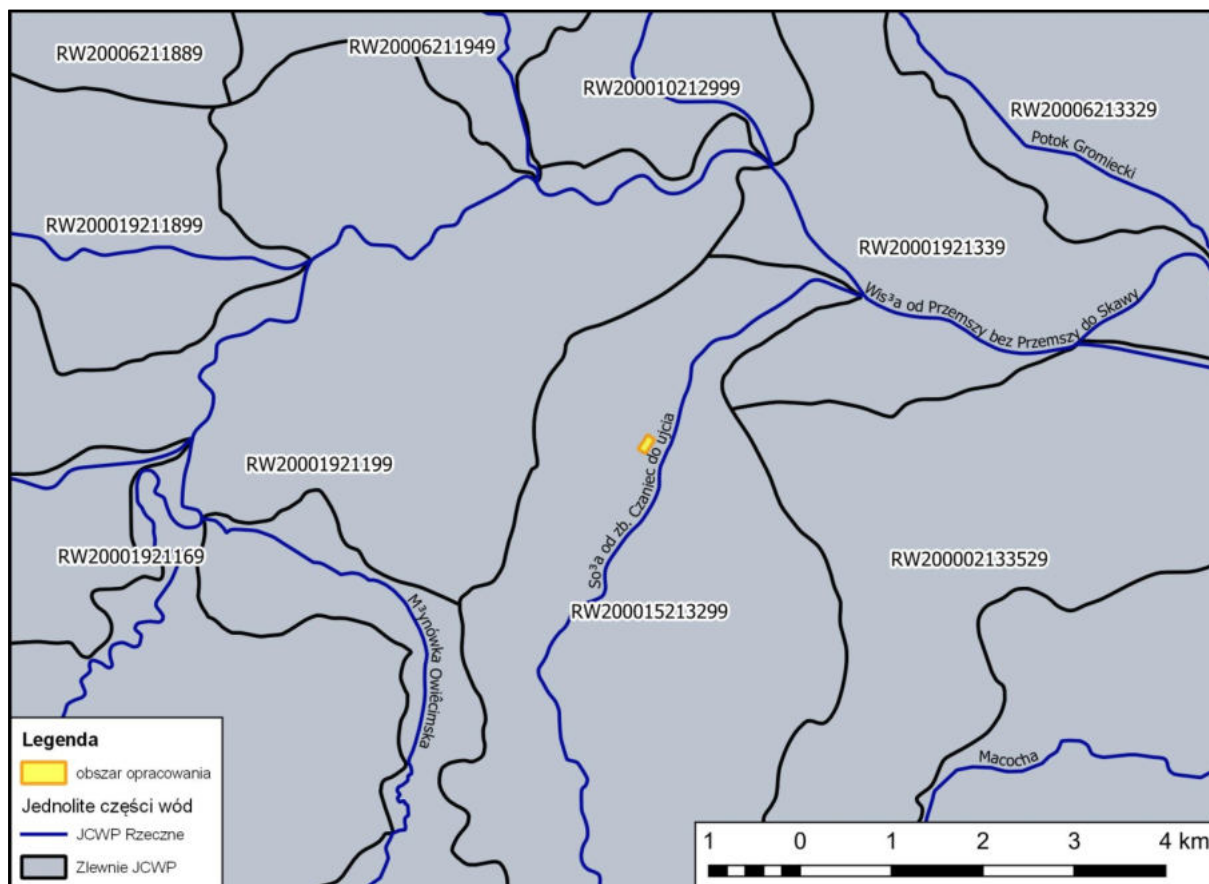 RW20006211889
RW20006211949
RW200010212999
RW20006213329
Potok Gromiecki
RW200019211899
RW20001921339
Wis³a od Przemszy bez Przemszy do Skawy
So³a od zb. Czaniec do ujcia
RW20001921199
RW20001921169
RW200002133529
RW200015213299
M³ynówka Owiêcimska
Macocha
Legenda
obszar opracowania
Jednolite części wód
JCWP Rzeczne
Zlewnie JCWP
1 0 1 2 3 4 km